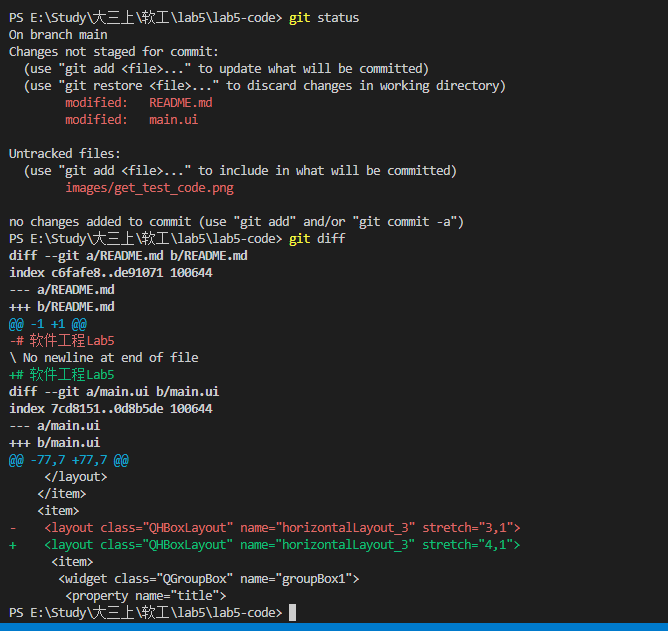 PS E:\Study\大三上\软工\lab5\lab5-code> git status
On branch main
Changes not staged for commit:
  (use "git add <file>..." to update what will be committed)
  (use "git restore <file>..." to discard changes in working directory)
        modified:   README.md
        modified:   main.ui

Untracked files:
  (use "git add <file>..." to include in what will be committed)
        images/get_test_code.png

no changes added to commit (use "git add" and/or "git commit -a")
PS E:\Study\大三上\软工\lab5\lab5-code> git diff
diff --git a/README.md b/README.md
index c6fafe8..de91071 100644
--- a/README.md
+++ b/README.md
@@ -1 +1 @@
-# 软件工程Lab5
\ No newline at end of file
+# 软件工程Lab5
diff --git a/main.ui b/main.ui
index 7cd8151..0d8b5de 100644
--- a/main.ui
+++ b/main.ui
@@ -77,7 +77,7 @@
     </layout>
    </item>
    <item>
-    <layout class="QHBoxLayout" name="horizontalLayout_3" stretch="3,1">
+    <layout class="QHBoxLayout" name="horizontalLayout_3" stretch="4,1">
      <item>
       <widget class="QGroupBox" name="groupBox1">
        <property name="title">
PS E:\Study\大三上\软工\lab5\lab5-code>